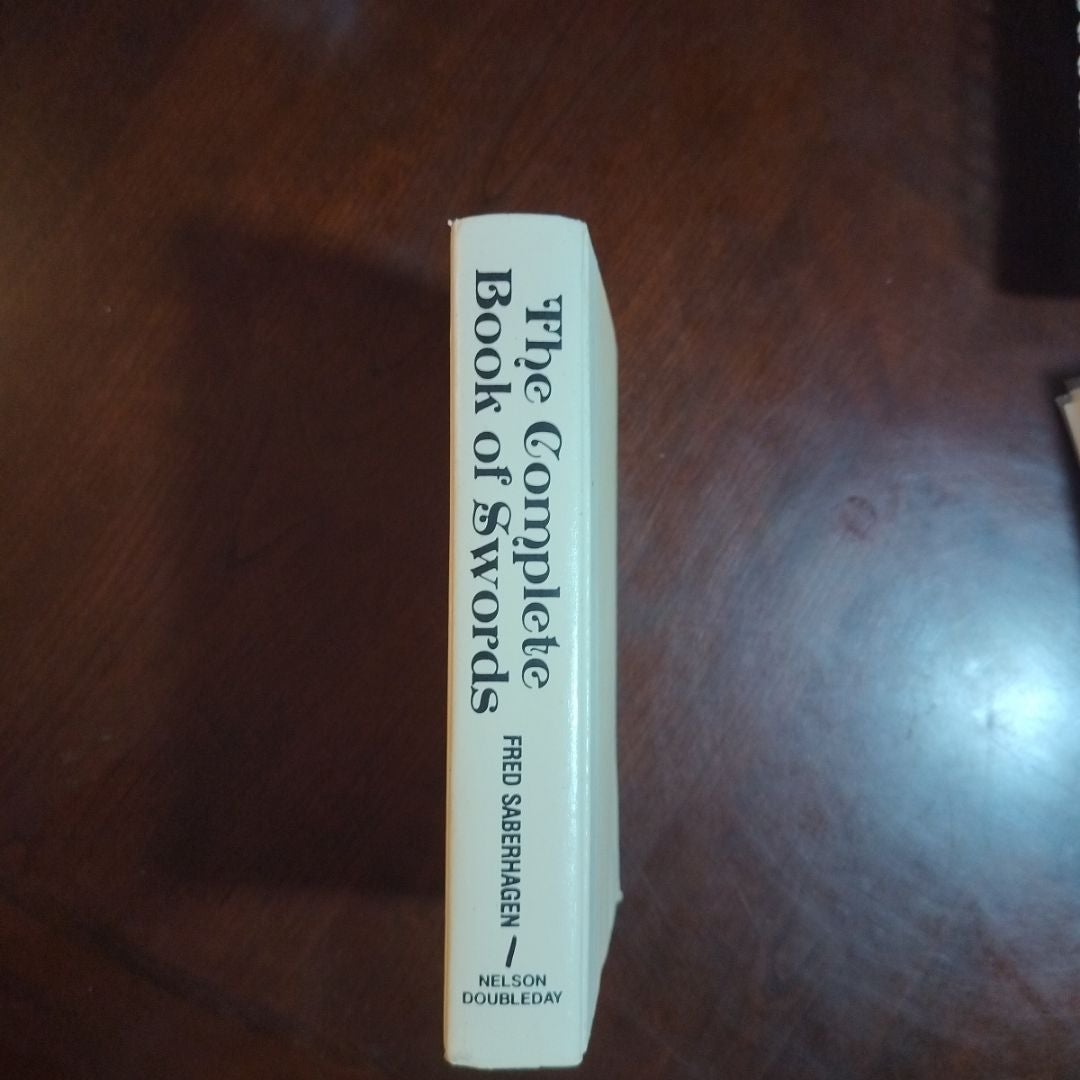 The Complete
Book of Swords
FRED SABERHAGEN
NELSON
DOUBLEDAY